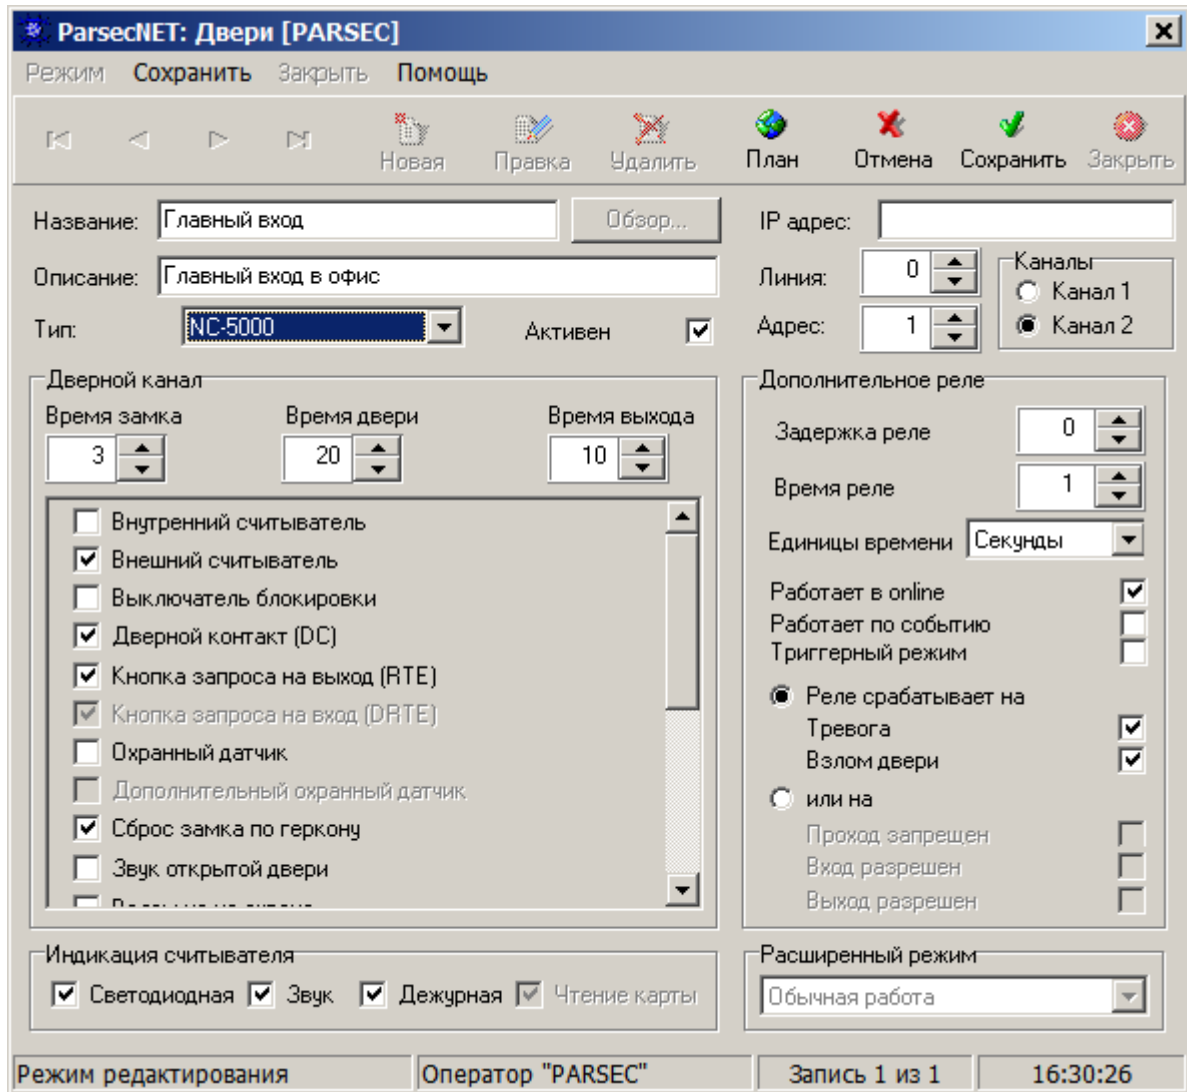 ParsecNET: Двери [PARSEC]
Режим Сохранить Закрыть Помощь
Новая Правка Удалить План Отмена Сохранить Закрыть
Название: Главный вход Обзор... IP адрес:
Описание: Главный вход в офис Линия: 0 Каналы
Канал 1
Тип: NC-5000 Активен Адрес: 1 Канал 2
Дверной канал
Время замка Время двери Время выхода
3 20 10
Внутренний считыватель
Внешний считыватель
Выключатель блокировки
Дверной контакт (DC)
Кнопка запроса на выход (RTE)
Кнопка запроса на вход (DRTE)
Охранный датчик
Дополнительный охранный датчик
Сброс замка по геркону
Звук открытой двери
Дополнительное реле
Задержка реле 0
Время реле 1
Единицы времени Секунды
Работает в online
Работает по событию
Триггерный режим
Реле срабатывает на
Тревога
Взлом двери
или на
Проход запрещен
Вход разрешен
Выход разрешен
Индикация считывателя
Светодиодная Звук Дежурная Чтение карты
Расширенный режим
Обычная работа
Режим редактирования Оператор "PARSEC" Запись 1 из 1 16:30:26